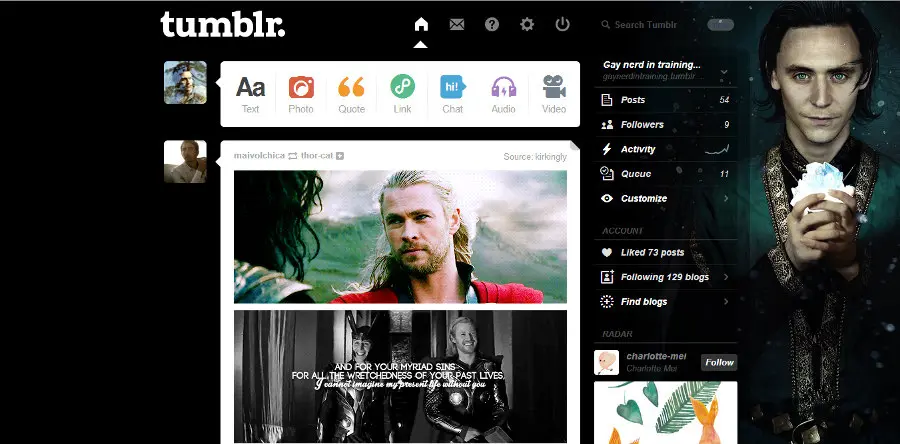 tumblr.
Search Tumblr
Aa
hi!
Text
Photo
Quote
Link
Chat
Audio
Video
maivolchica thor-cat
Source: kirkingly
AND FOR YOUR MYRIAD SINS
FOR ALL THE WRETCHEDNESS OF YOUR PAST LIVES,
I cannot imagine my present life without you
Gay nerd in training...
gaynerdintraining.tumblr....
Posts 54
Followers 9
Activity
Queue 11
Customize
ACCOUNT
Liked 73 posts
Following 129 blogs
Find blogs
RADAR
charlotte-mei
Charlotte Mei
Follow